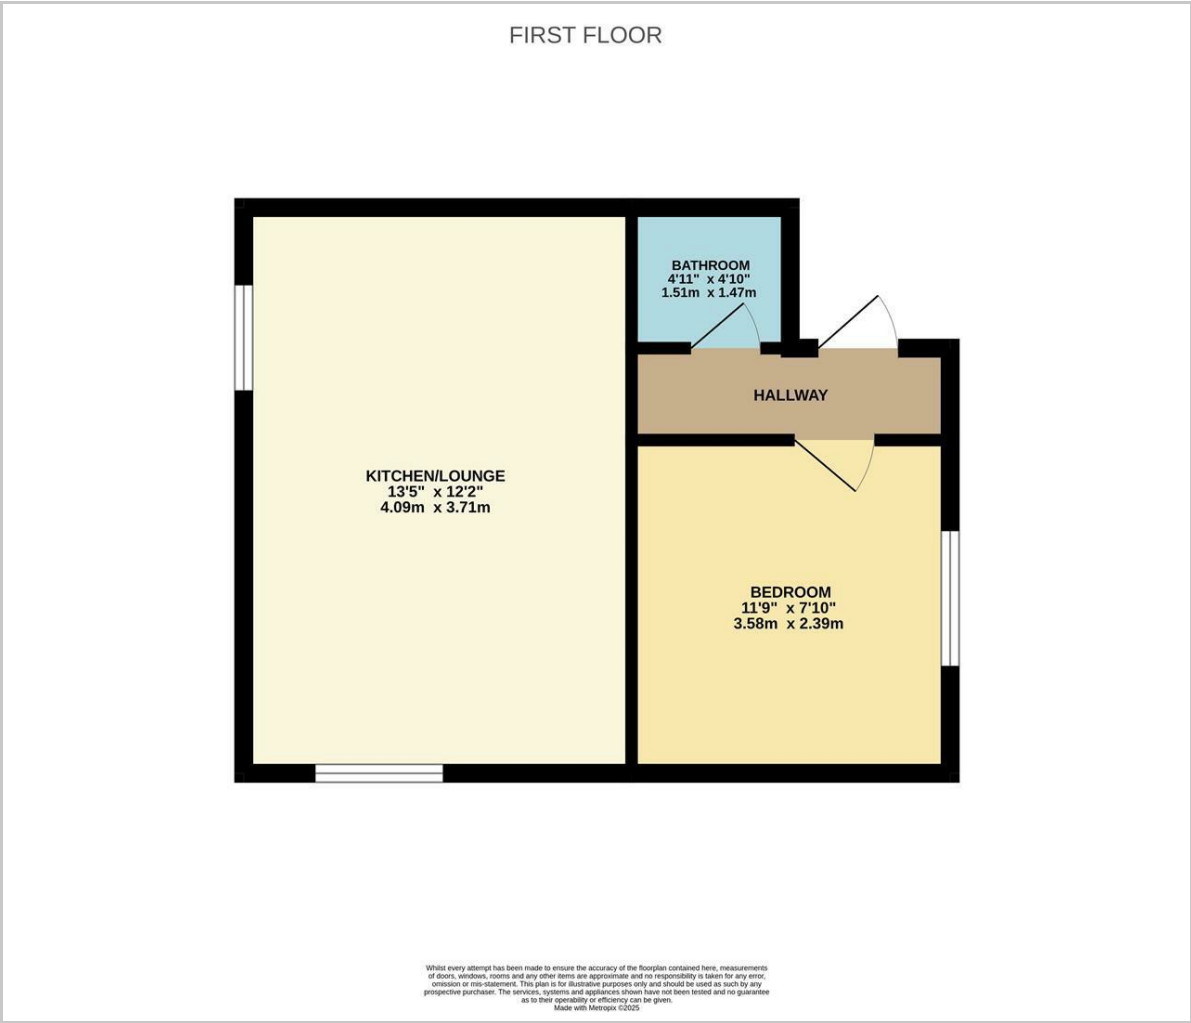 FIRST FLOOR
BATHROOM
4'11" x 4'10"
1.51m x 1.47m
HALLWAY
KITCHEN/LOUNGE
13'5" x 12'2"
4.09m x 3.71m
BEDROOM
11'9" x 7'10"
3.58m x 2.39m
Whilst every attempt has been made to ensure the accuracy of the floorplan contained here, measurements
of doors, windows, rooms and any other items are approximate and no responsibility is taken for any error,
omission or mis-statement. This plan is for illustrative purposes only and should be used as such by any
prospective purchaser. The services, systems and appliances shown have not been tested and no guarantee
as to their operability or efficiency can be given.
Made with Metropix ©2025